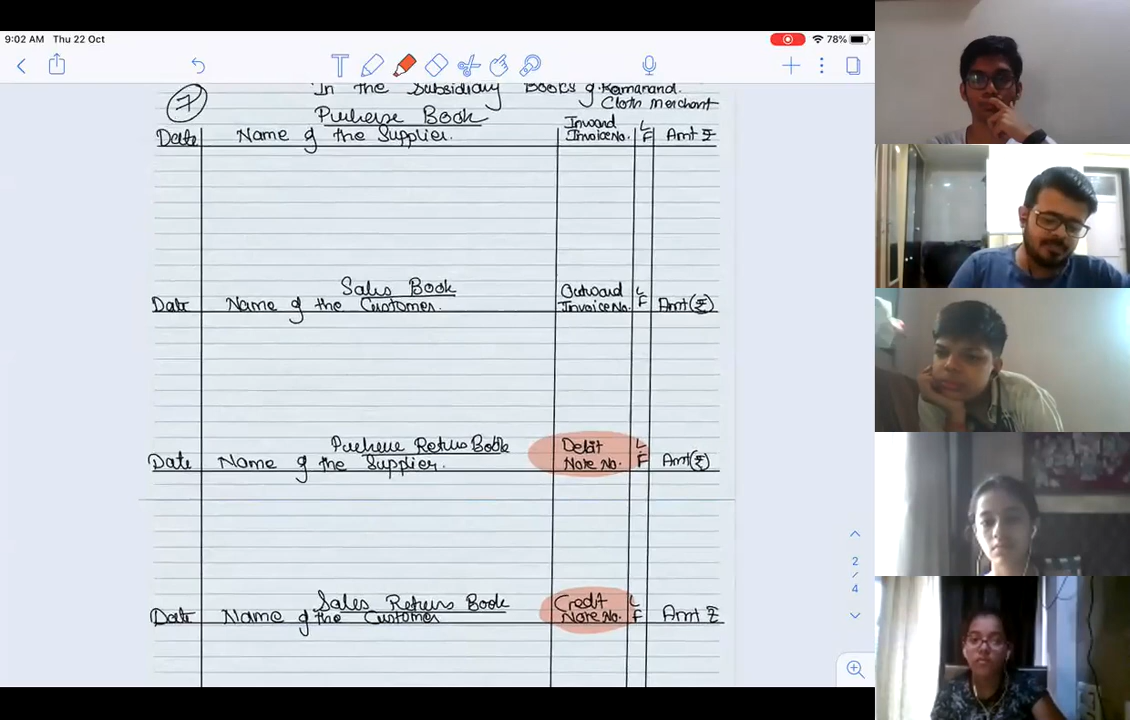 9:02 AM Thu 22 Oct
78%
T
7
In the Subsidiary Books of Ramanand.
Cloth Merchant
Purchase Book
Date Name of the Supplier. Inward Invoice No. L F Amt ₹
Sales Book
Date Name of the Customer. Outward Invoice No. L F Amt (₹)
Purchase Return Book
Date Name of the Supplier. Debit Note No. L.F Amt (₹)
Sales Return Book
Date Name of the Customer Credit Note No. L F Amt ₹
2
/
4